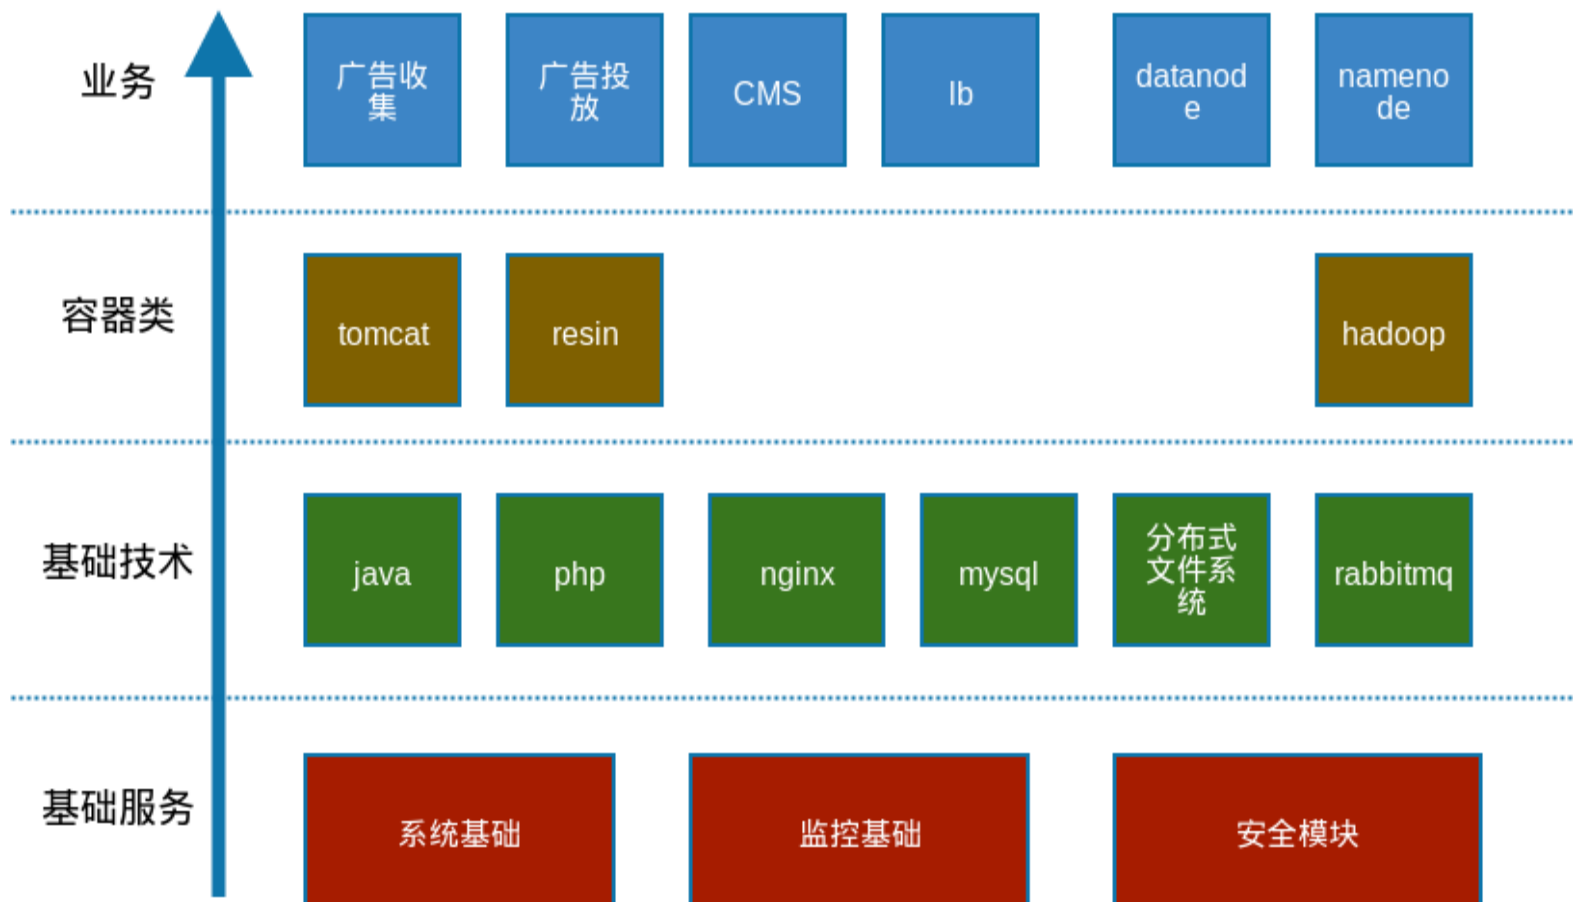 业务
广告收
集
广告投
放
CMS
lb
datanod
e
nameno
de
容器类
tomcat
resin
hadoop
基础技术
java
php
nginx
mysql
分布式
文件系
统
rabbitmq
基础服务
系统基础
监控基础
安全模块